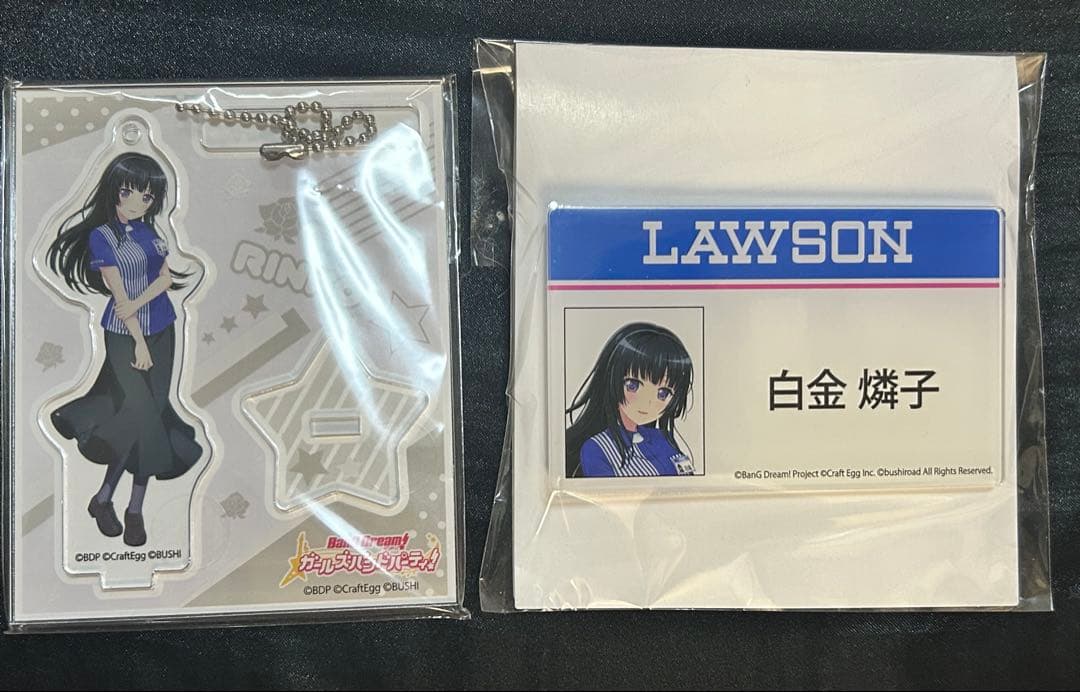 ©BDP ©CraftEgg ©BUSHI
BanG Dream!
ガールズバンドパーティ!
©BDP ©CraftEgg ©BUSHI
LAWSON
白金 燐子
©BanG Dream! Project ©Craft Egg Inc. ©bushiroad All Rights Reserved.